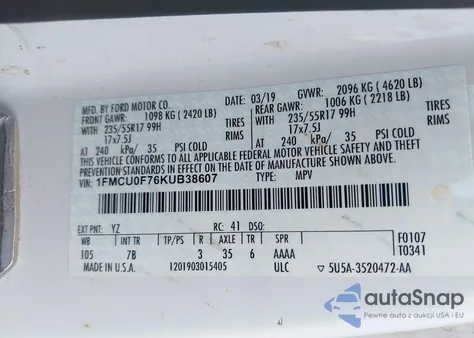 MFD. BY FORD MOTOR CO. 03/19 GVWR: 2096 KG (4620 LB)
FRONT GAWR: 1098 KG (2420 LB) REAR GAWR: 1006 KG (2218 LB)
WITH 235/55R17 99H TIRES WITH 235/55R17 99H TIRES
17x7.5J RIMS 17x7.5J RIMS
AT 240 kPa/ 35 PSI COLD AT 240 kPa/ 35 PSI COLD
THIS VEHICLE CONFORMS TO ALL APPLICABLE FEDERAL MOTOR VEHICLE SAFETY AND THEFT
PREVENTION STANDARDS IN EFFECT ON THE DATE OF MANUFACTURE SHOWN ABOVE.
VIN: 1FMCU0F76KUB38607 TYPE: MPV
EXT PNT: YZ RC: 41 DSO: F0107
WB INT TR TP/PS R AXLE TR SPR T0341
105 7B 3 35 6 AAAA
MADE IN U.S.A. 1201903015405 ULC ▽ 5U5A-3520472-AA
autoSnap
Pewne auto z aukcji w USA i EU